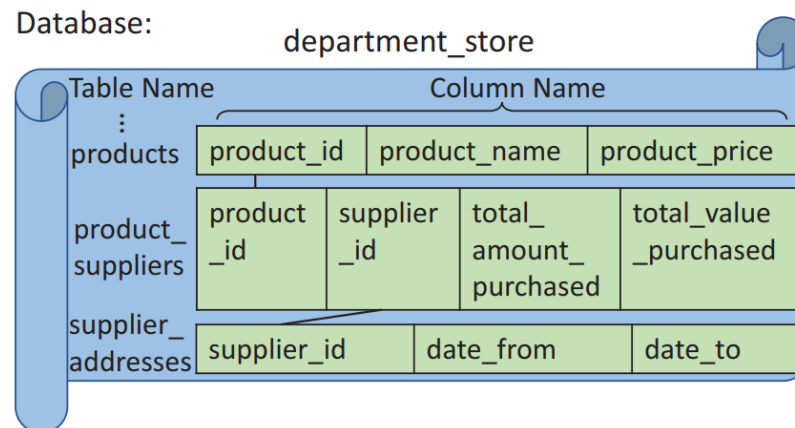 Database:
department_store
Table Name
Column Name
⋮
products
product_id
product_name
product_price
product_
suppliers
product
_id
supplier
_id
total_
amount_
purchased
total_value
_purchased
supplier_
addresses
supplier_id
date_from
date_to